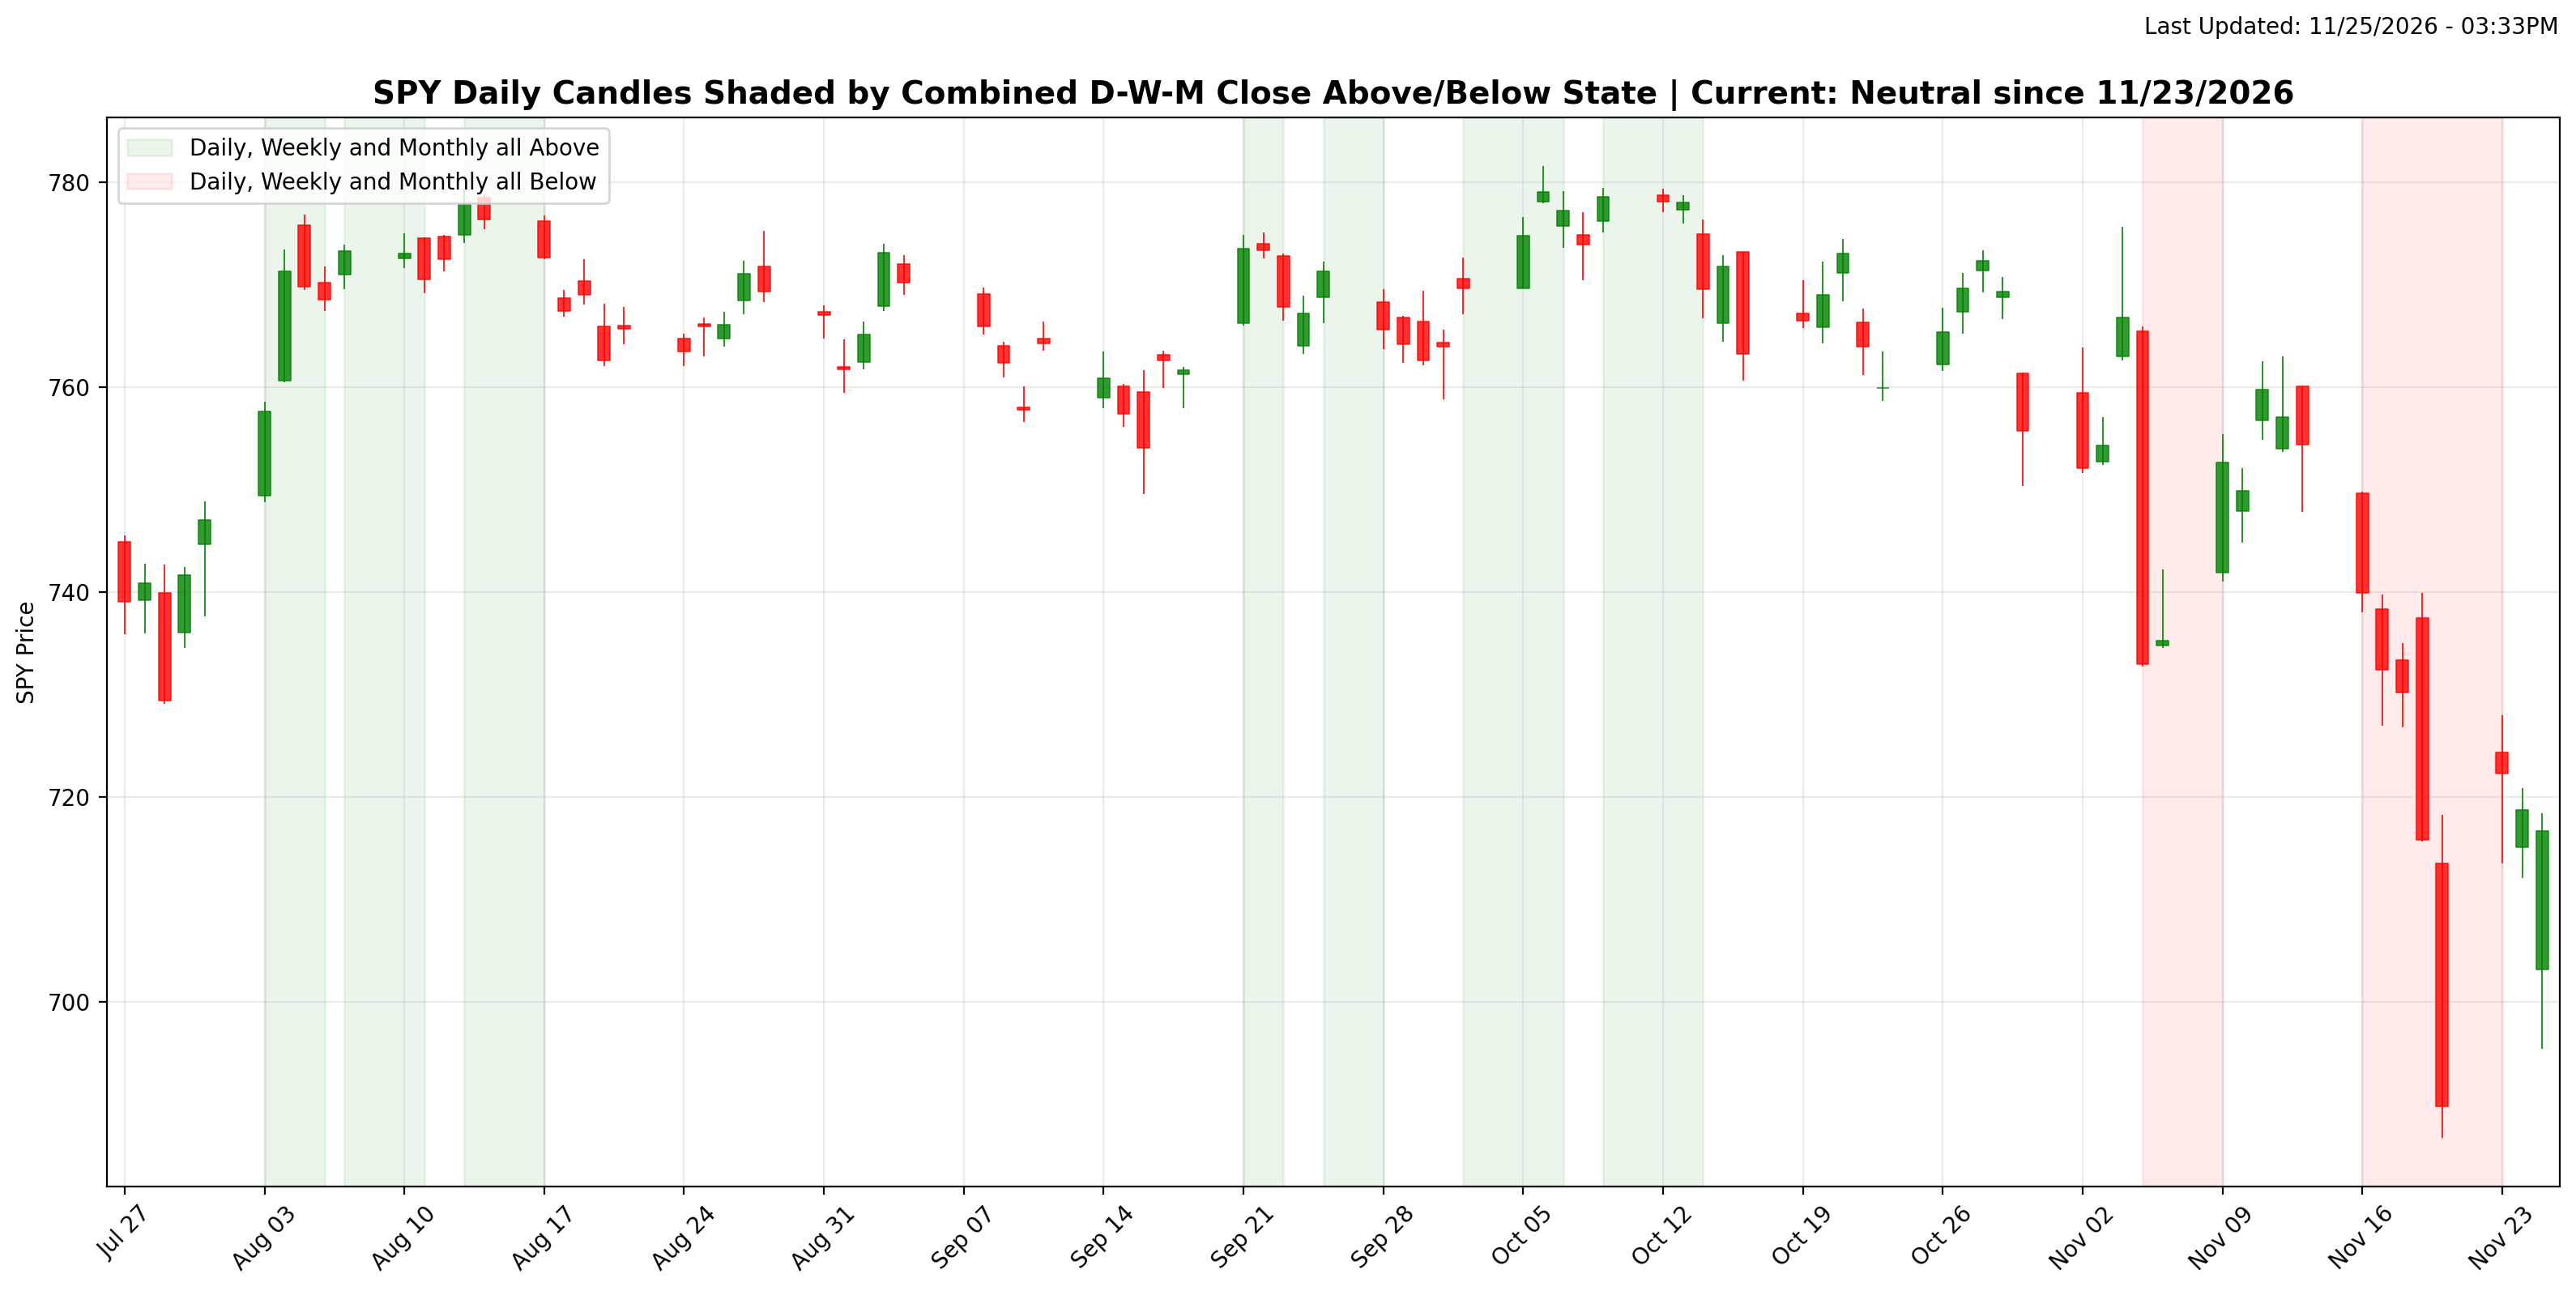 Last Updated: 11/25/2026 - 03:33PM
SPY Daily Candles Shaded by Combined D-W-M Close Above/Below State | Current: Neutral since 11/23/2026
Daily, Weekly and Monthly all Above
Daily, Weekly and Monthly all Below
SPY Price
780
760
740
720
700
Jul 27
Aug 03
Aug 10
Aug 17
Aug 24
Aug 31
Sep 07
Sep 14
Sep 21
Sep 28
Oct 05
Oct 12
Oct 19
Oct 26
Nov 02
Nov 09
Nov 16
Nov 23